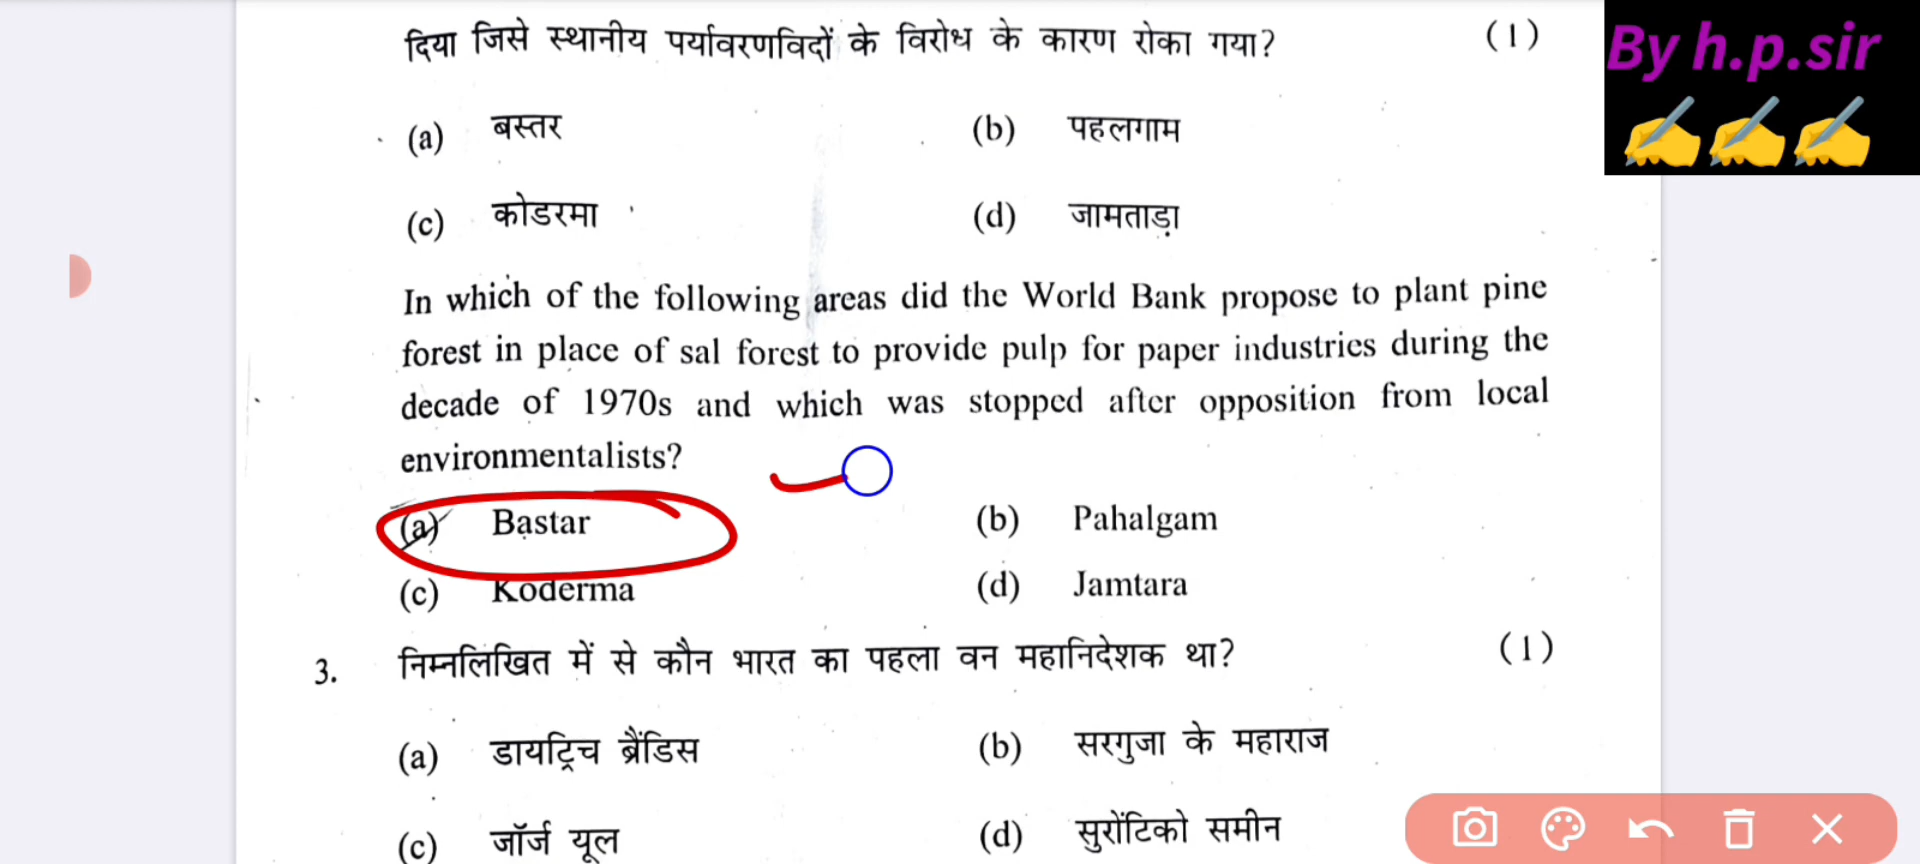 दिया जिसे स्थानीय पर्यावरणविदों के विरोध के कारण रोका गया? (1)
By h.p.sir
(a) बस्तर (b) पहलगाम
(c) कोडरमा (d) जामताड़ा
In which of the following areas did the World Bank propose to plant pine
forest in place of sal forest to provide pulp for paper industries during the
decade of 1970s and which was stopped after opposition from local
environmentalists?
(a) Bastar (b) Pahalgam
(c) Koderma (d) Jamtara
3. निम्नलिखित में से कौन भारत का पहला वन महानिदेशक था? (1)
(a) डायट्रिच ब्रैंडिस (b) सरगुजा के महाराज
(c) जॉर्ज यूल (d) सुरोंटिको समीन